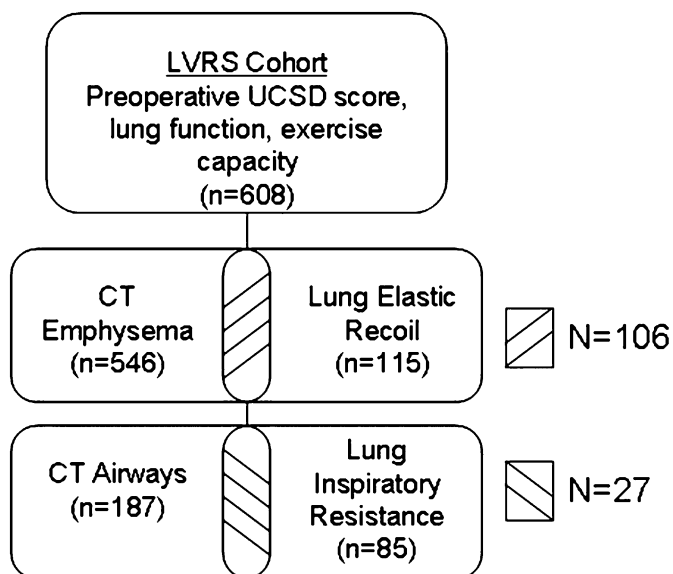 LVRS Cohort
Preoperative UCSD score,
lung function, exercise
capacity
(n=608)
CT
Emphysema
(n=546)
Lung Elastic
Recoil
(n=115)
N=106
CT Airways
(n=187)
Lung
Inspiratory
Resistance
(n=85)
N=27